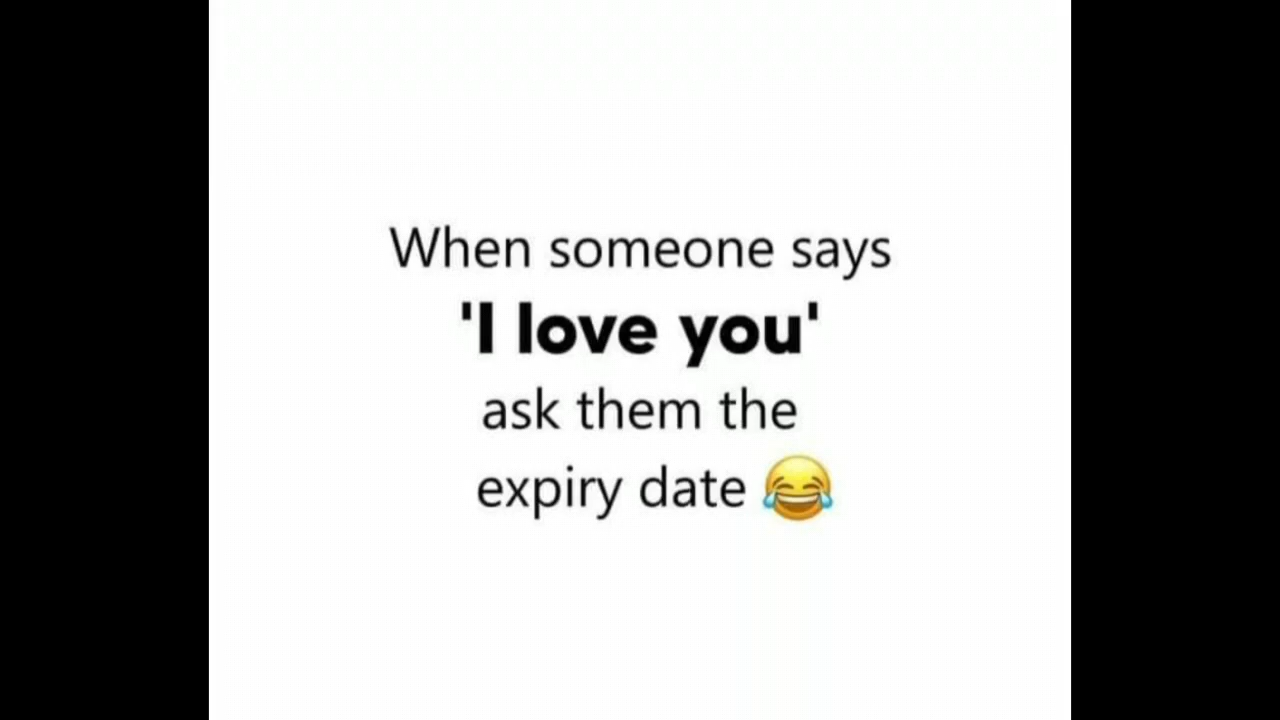 When someone says
'I love you'
ask them the
expiry date 😂